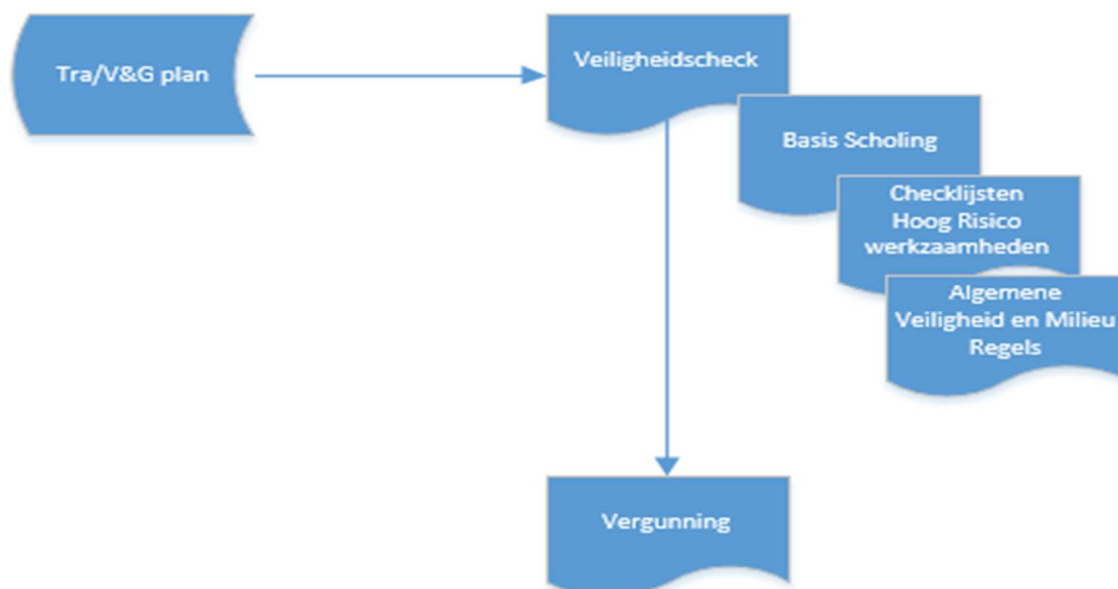 Tra/V&G plan
Veiligheidscheck
Basis Scholing
Checklijsten
Hoog Risico
werkzaamheden
Algemene
Veiligheid en Milieu
Regels
Vergunning